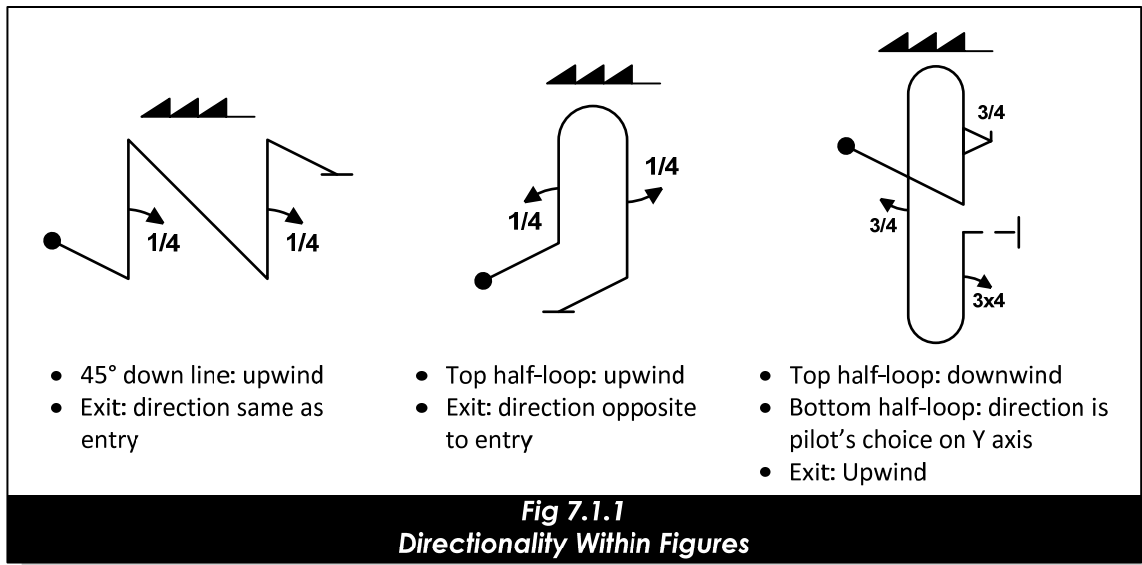 1/4
1/4
1/4
1/4
3/4
3/4
3x4
• 45° down line: upwind
• Exit: direction same as
entry
• Top half-loop: upwind
• Exit: direction opposite
to entry
• Top half-loop: downwind
• Bottom half-loop: direction is
pilot's choice on Y axis
• Exit: Upwind
Fig 7.1.1
Directionality Within Figures